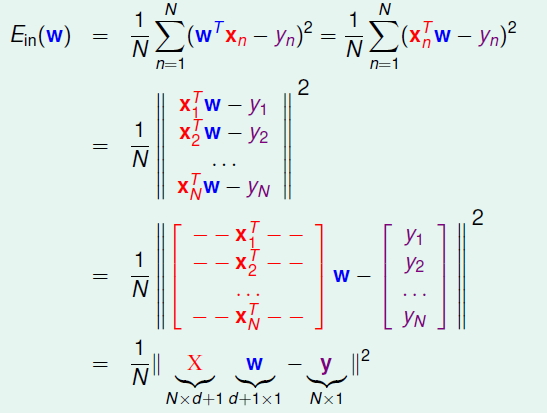 E_in(w) = 1/N ∑_{n=1}^{N} (w^T x_n − y_n)^2 = 1/N ∑_{n=1}^{N} (x_n^T w − y_n)^2
= 1/N ‖ x_1^T w − y_1
x_2^T w − y_2
...
x_N^T w − y_N ‖^2
= 1/N ‖ [ − − x_1^T − −
− − x_2^T − −
...
− − x_N^T − − ] w − [ y_1
y_2
...
y_N ] ‖^2
= 1/N ‖ X w − y ‖^2
N×d+1 d+1×1 N×1